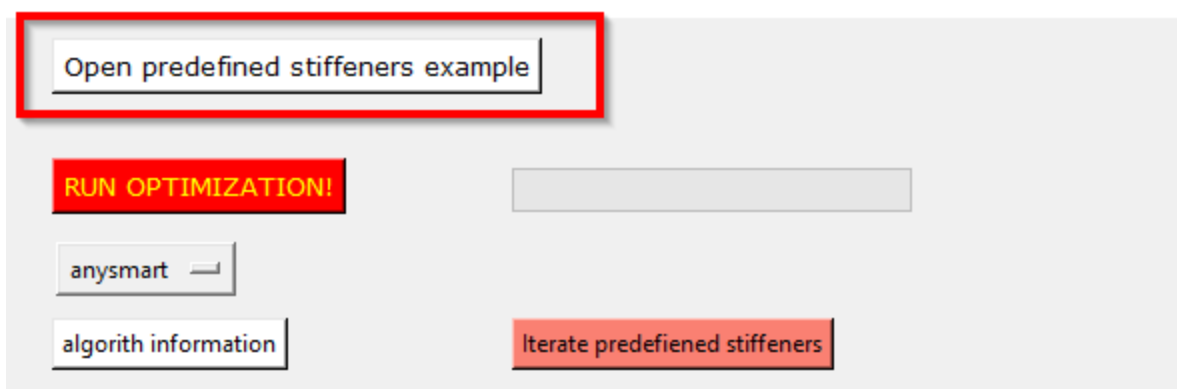 Open predefined stiffeners example
RUN OPTIMIZATION!
anysmart
algorith information
Iterate predefiened stiffeners